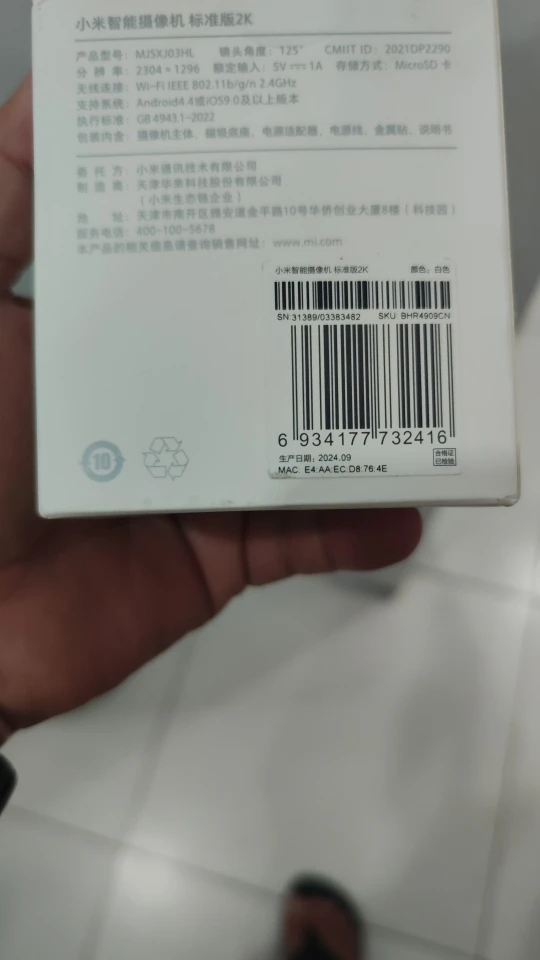 小米智能摄像机 标准版2K
产品型号：MJSXJ03HL 镜头角度：125° CMIIT ID：2021DP2290
分 辨 率：2304×1296 额定输入：5V⎓1A 存储方式：MicroSD 卡
无线连接：Wi-Fi IEEE 802.11b/g/n 2.4GHz
支持系统：Android4.4或iOS9.0及以上版本
执行标准：GB 4943.1-2022
包装内含：摄像机主体、电源适配器、电源线、金属贴、说明书
委 托 方：小米通讯技术有限公司
制 造 商：天津华来科技股份有限公司
（小米生态链企业）
地 址：天津市南开区雅安道金平路10号华侨创业大厦8楼（科技园）
服务电话：400-100-5678
本产品的相关信息请查询销售网址：www.mi.com
小米智能摄像机 标准版2K 颜色：白色
SN:31389/03383482 SKU: BHR4909CN
6 934177 732416
生产日期：2024.09
合格证
已检验
MAC: E4:AA:EC:D8:76:4E
10